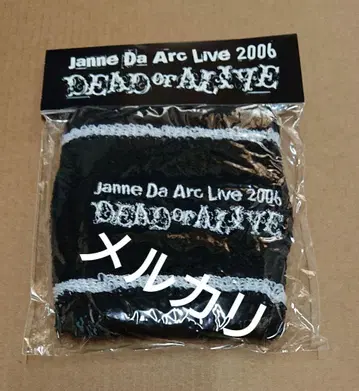 Janne Da Arc Live 2006
DEAD or ALIVE
Janne Da Arc Live 2006
DEAD or ALIVE
メルカリ